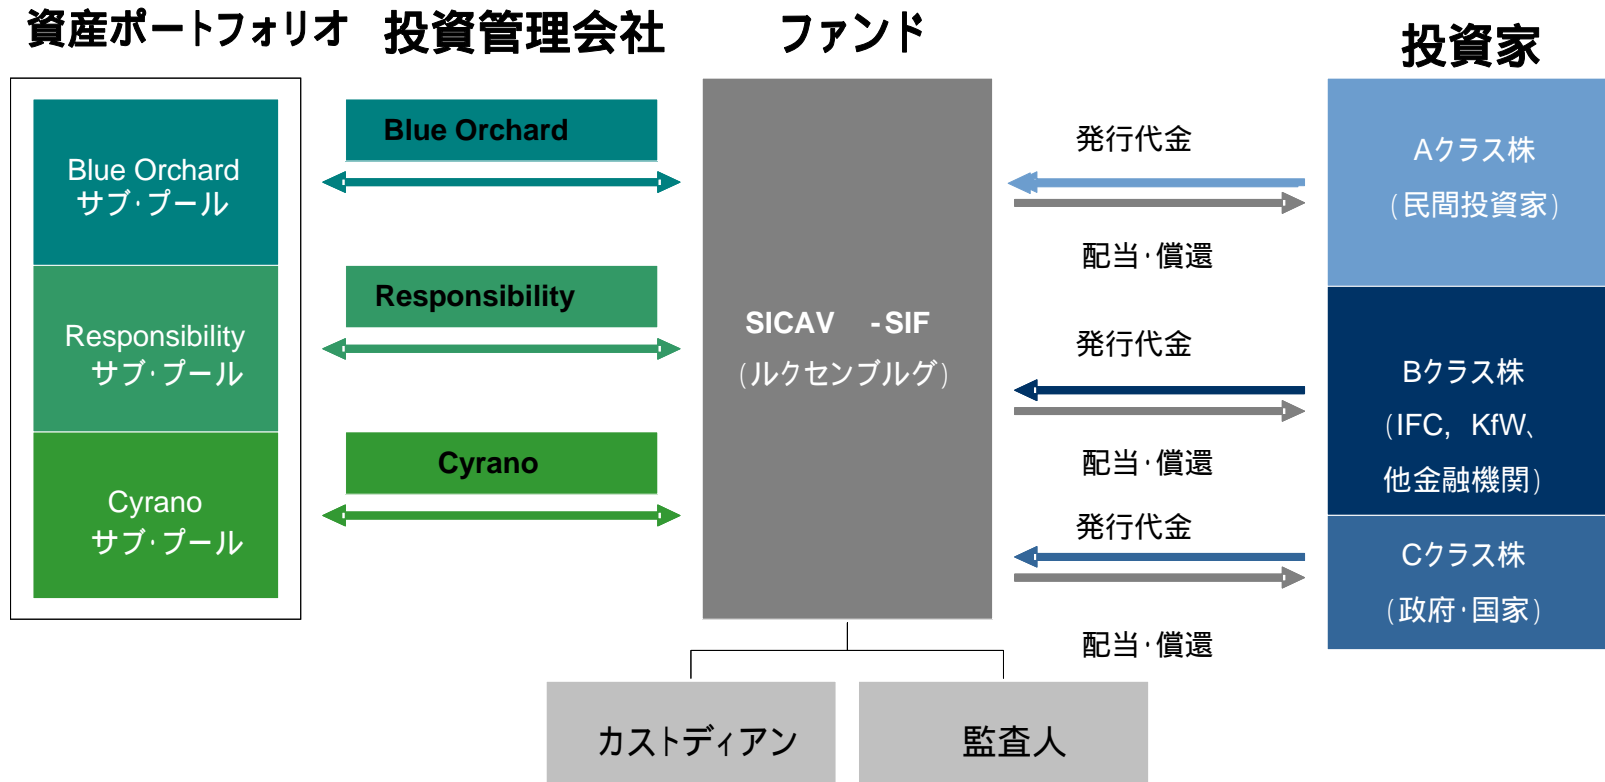 資産ポートフォリオ
投資管理会社
ファンド
投資家
Blue Orchard
サブ・プール
Responsibility
サブ・プール
Cyrano
サブ・プール
Blue Orchard
Responsibility
Cyrano
SICAV -SIF
(ルクセンブルグ)
発行代金
配当・償還
発行代金
配当・償還
発行代金
配当・償還
Aクラス株
(民間投資家)
Bクラス株
(IFC, KfW、
他金融機関)
Cクラス株
(政府・国家)
カストディアン
監査人